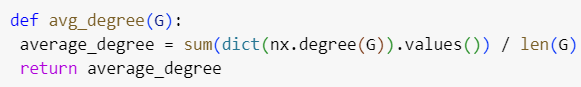 def avg_degree(G):
 average_degree = sum(dict(nx.degree(G)).values()) / len(G)
 return average_degree